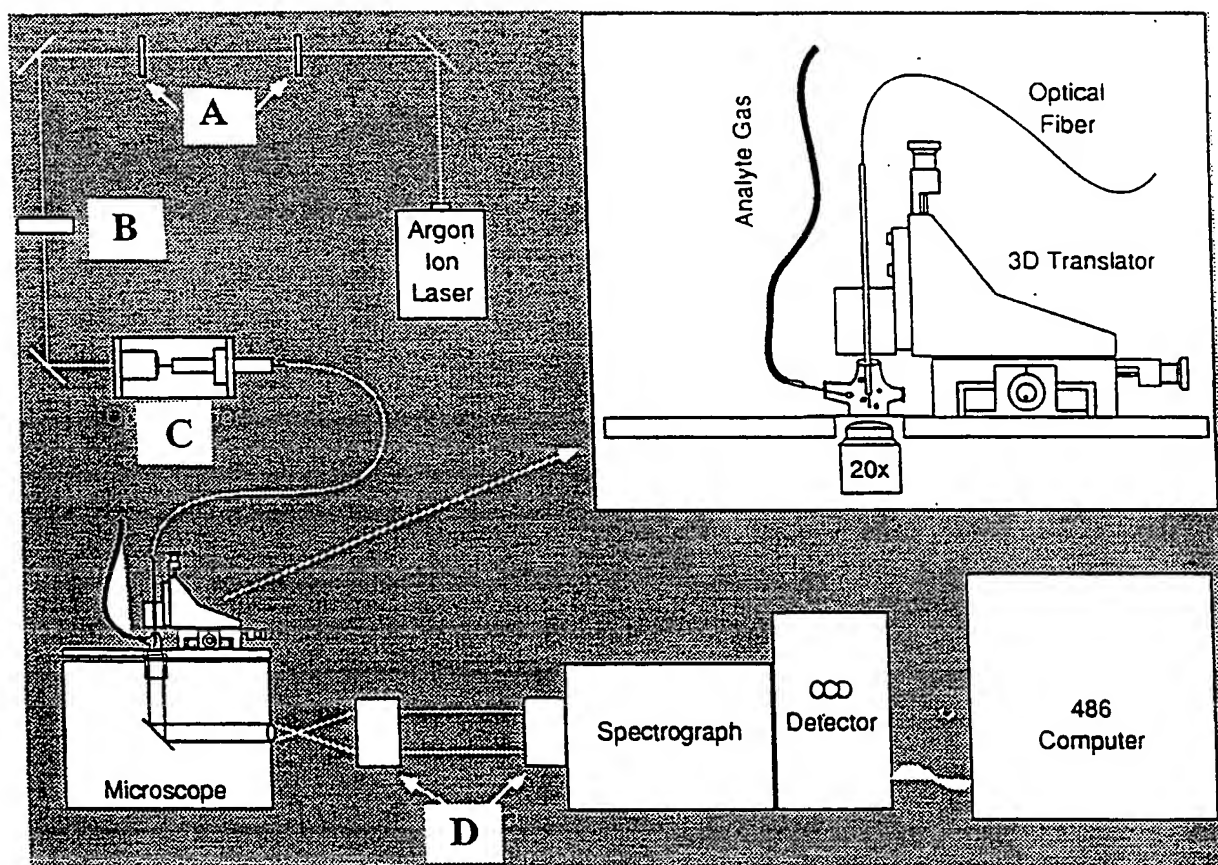 A
B
Argon
Ion
Laser
C
Analyte Gas
Optical
Fiber
3D Translator
20x
Microscope
D
Spectrograph
CCD
Detector
486
Computer